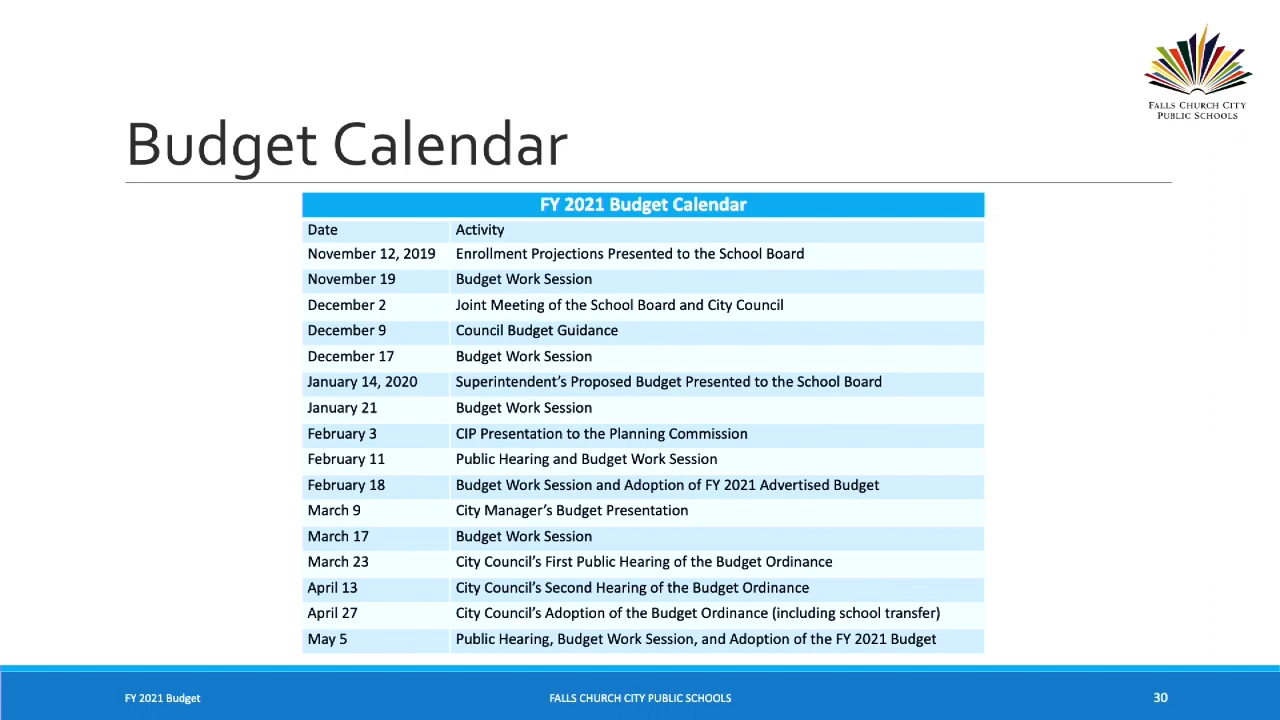 FALLS CHURCH CITY
PUBLIC SCHOOLS
Budget Calendar
FY 2021 Budget Calendar
Date Activity
November 12, 2019 Enrollment Projections Presented to the School Board
November 19 Budget Work Session
December 2 Joint Meeting of the School Board and City Council
December 9 Council Budget Guidance
December 17 Budget Work Session
January 14, 2020 Superintendent's Proposed Budget Presented to the School Board
January 21 Budget Work Session
February 3 CIP Presentation to the Planning Commission
February 11 Public Hearing and Budget Work Session
February 18 Budget Work Session and Adoption of FY 2021 Advertised Budget
March 9 City Manager's Budget Presentation
March 17 Budget Work Session
March 23 City Council's First Public Hearing of the Budget Ordinance
April 13 City Council's Second Hearing of the Budget Ordinance
April 27 City Council's Adoption of the Budget Ordinance (including school transfer)
May 5 Public Hearing, Budget Work Session, and Adoption of the FY 2021 Budget
FY 2021 Budget FALLS CHURCH CITY PUBLIC SCHOOLS 30